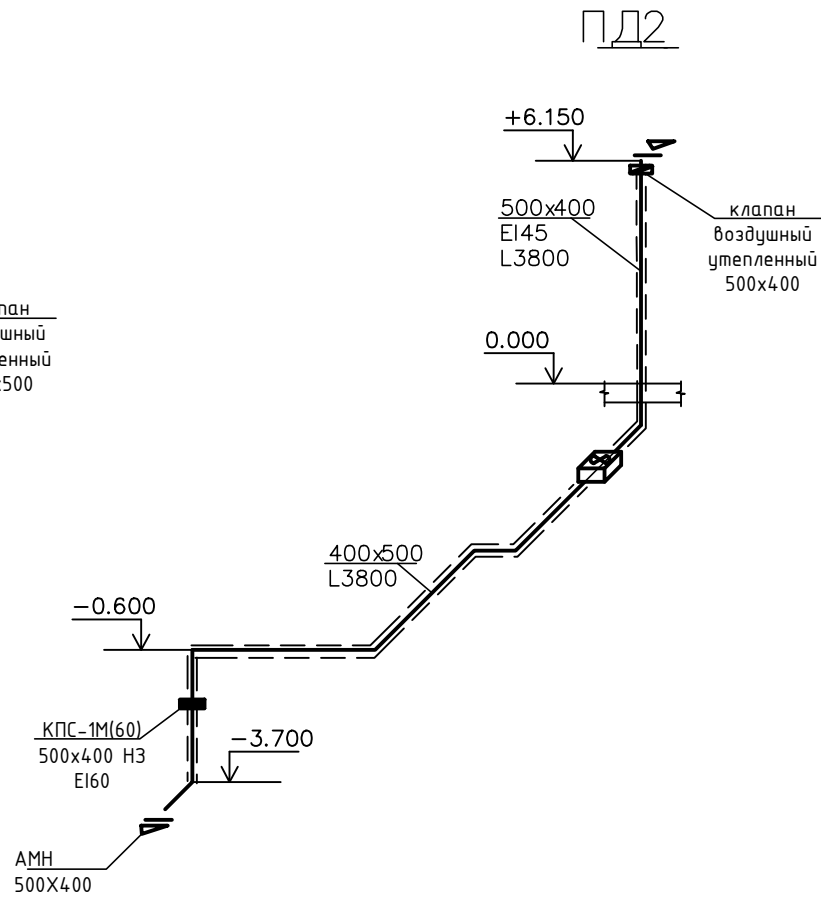 ПД2
+6.150
500x400
EI45
L3800
клапан
воздушный
утепленный
500x400
0.000
400x500
L3800
-0.600
КПС-1М(60)
500x400 НЗ
EI60
-3.700
АМН
500X400